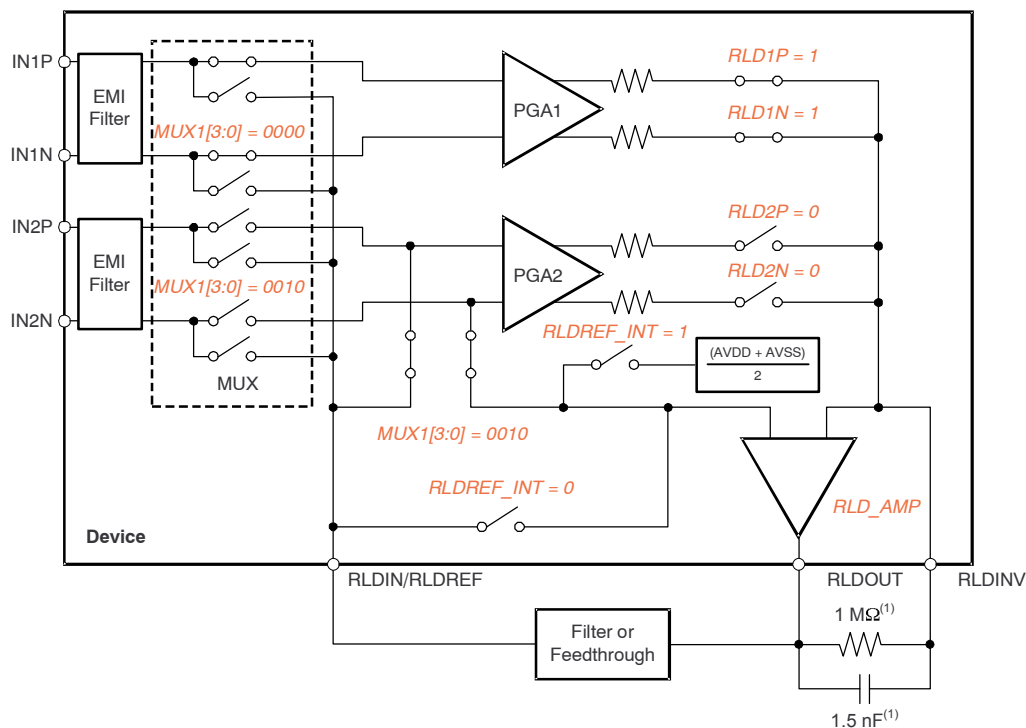 IN1P
EMI
Filter
MUX1[3:0] = 0000
IN1N
PGA1
RLD1P = 1
RLD1N = 1
IN2P
EMI
Filter
MUX1[3:0] = 0010
IN2N
MUX
PGA2
RLD2P = 0
RLD2N = 0
RLDREF_INT = 1
(AVDD + AVSS)
2
MUX1[3:0] = 0010
RLDREF_INT = 0
RLD_AMP
Device
RLDIN/RLDREF
RLDOUT
RLDINV
Filter or
Feedthrough
1 MΩ(1)
1.5 nF(1)